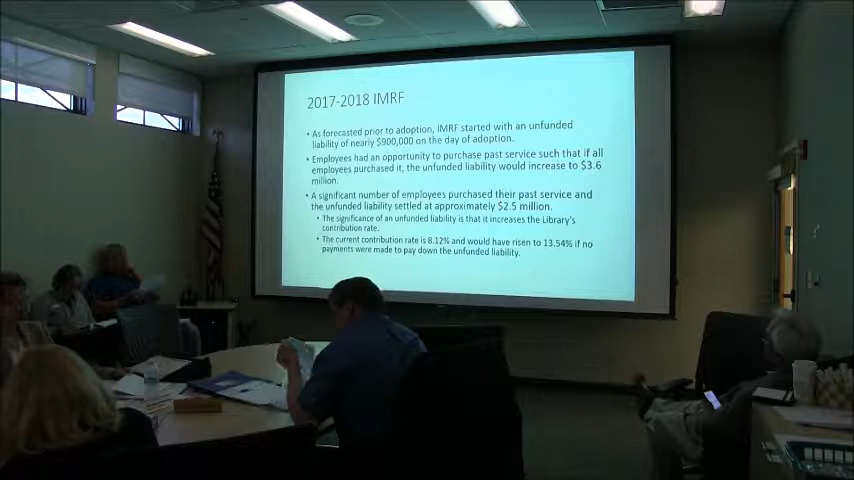 2017-2018 IMRF
• As forecasted prior to adoption, IMRF started with an unfunded
liability of nearly $900,000 on the day of adoption.
• Employees had an opportunity to purchase past service such that if all
employees purchased it, the unfunded liability would increase to $3.6
million.
• A significant number of employees purchased their past service and
the unfunded liability settled at approximately $2.5 million.
• The significance of an unfunded liability is that it increases the Library's
contribution rate.
• The current contribution rate is 8.12% and would have risen to 13.54% if no
payments were made to pay down the unfunded liability.